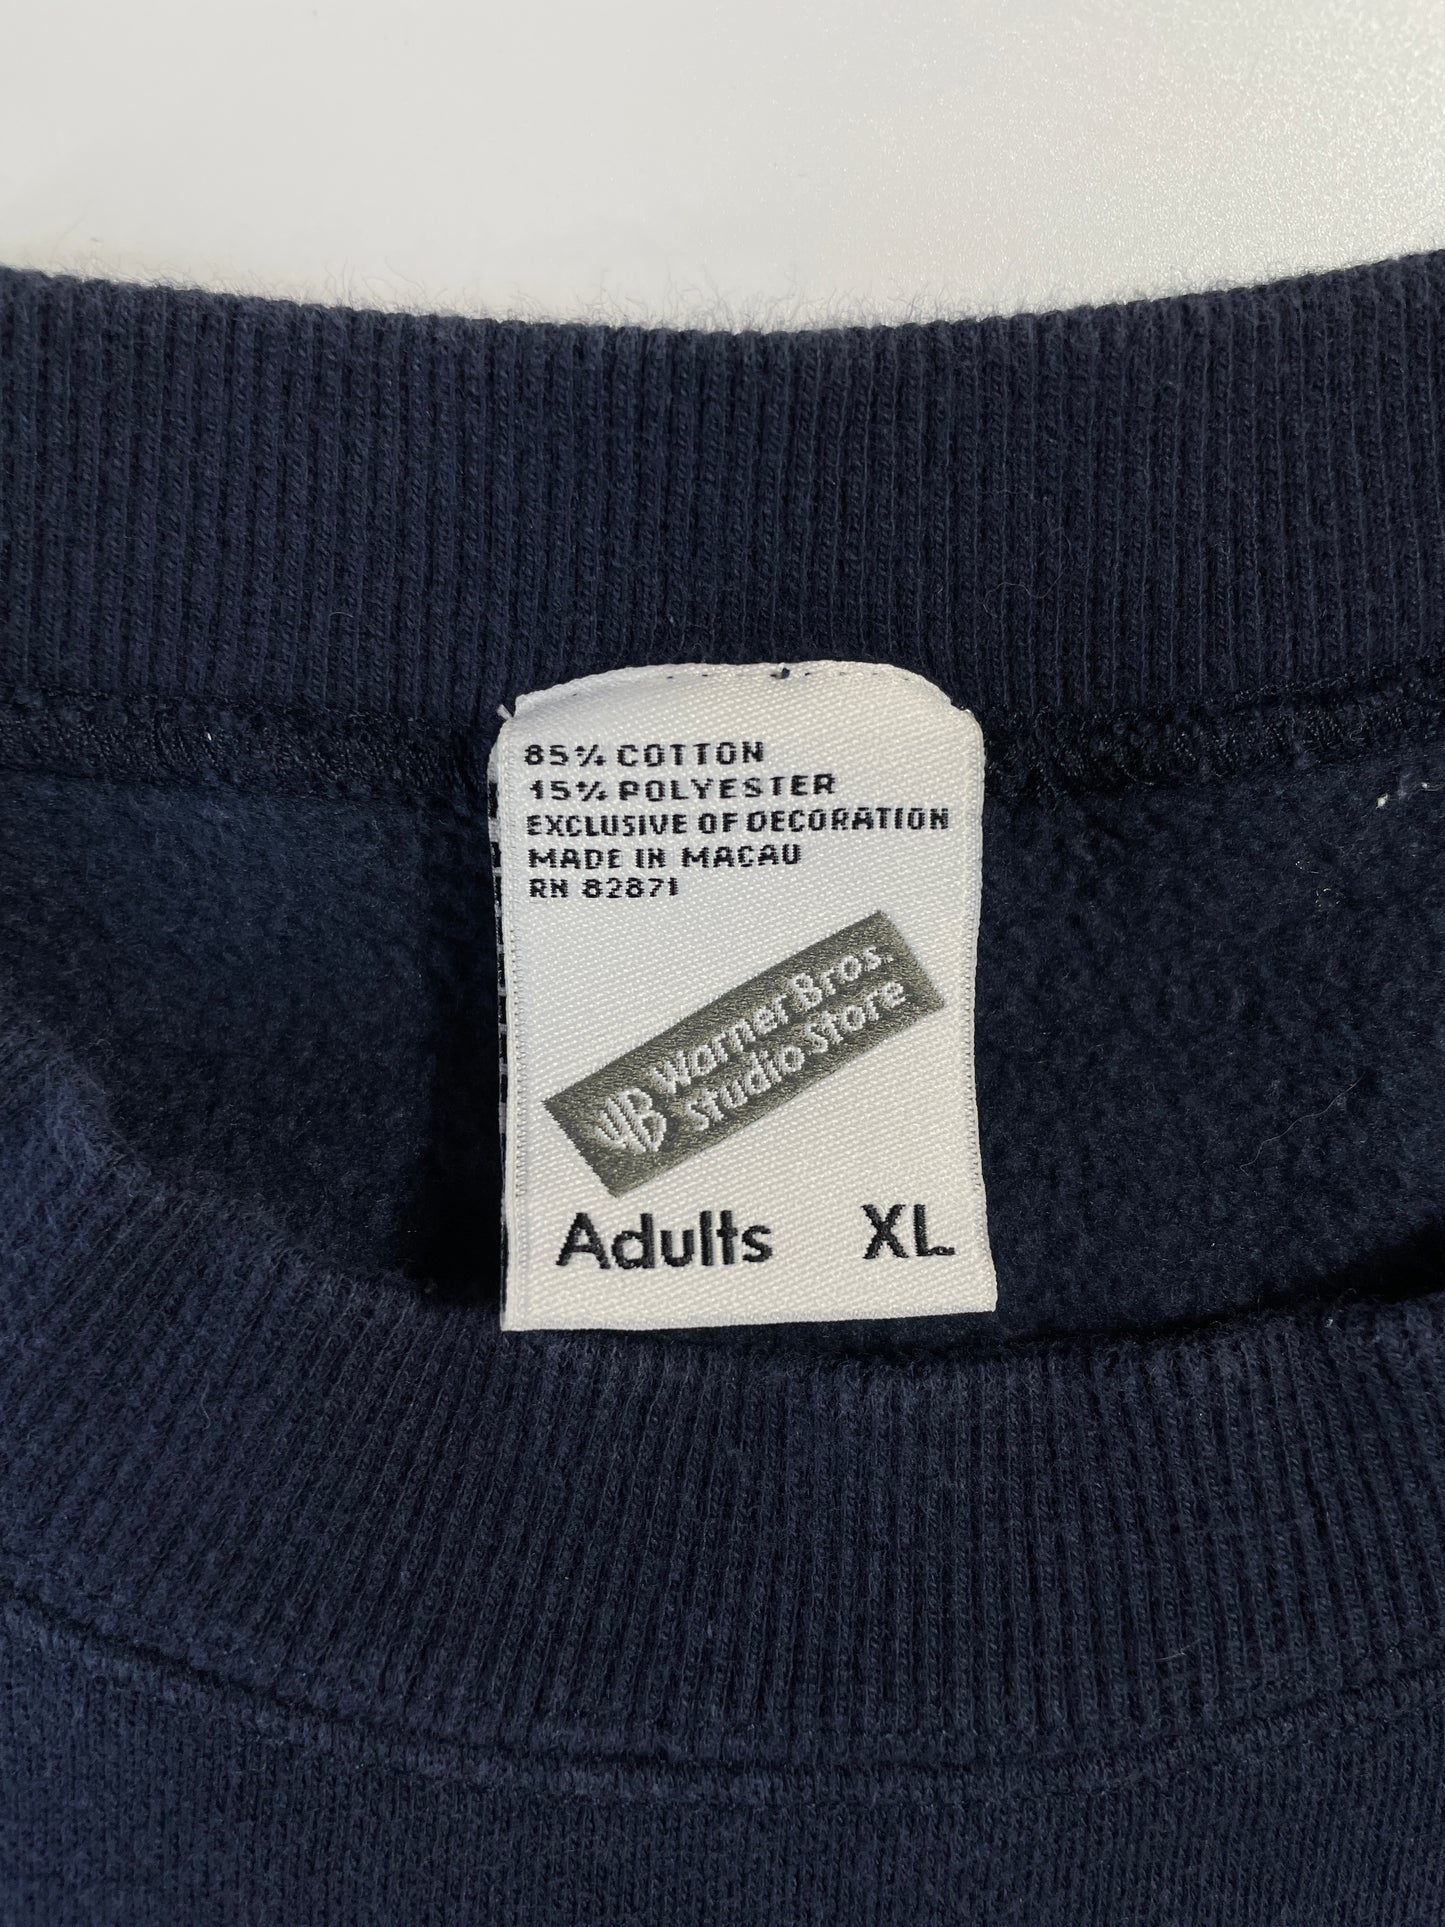 85% COTTON
15% POLYESTER
EXCLUSIVE OF DECORATION
MADE IN MACAU
RN 82871
WB Warner Bros.
Studio Store
Adults XL